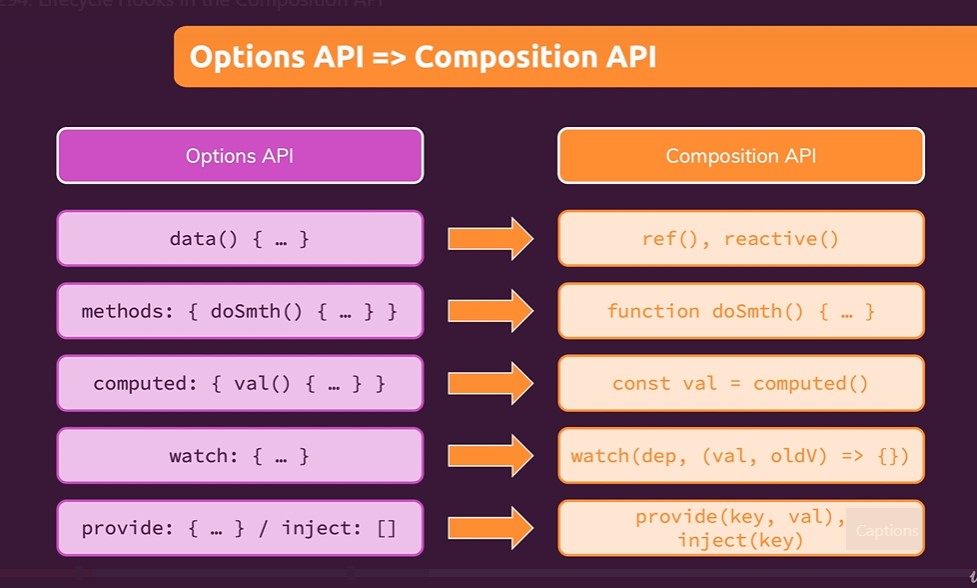 294. Lifecycle Hooks in the Composition API
Options API => Composition API
Options API
Composition API
data() { … }
ref(), reactive()
methods: { doSmth() { … } }
function doSmth() { … }
computed: { val() { … } }
const val = computed()
watch: { … }
watch(dep, (val, oldV) => {})
provide: { … } / inject: []
provide(key, val),
inject(key)
Captions